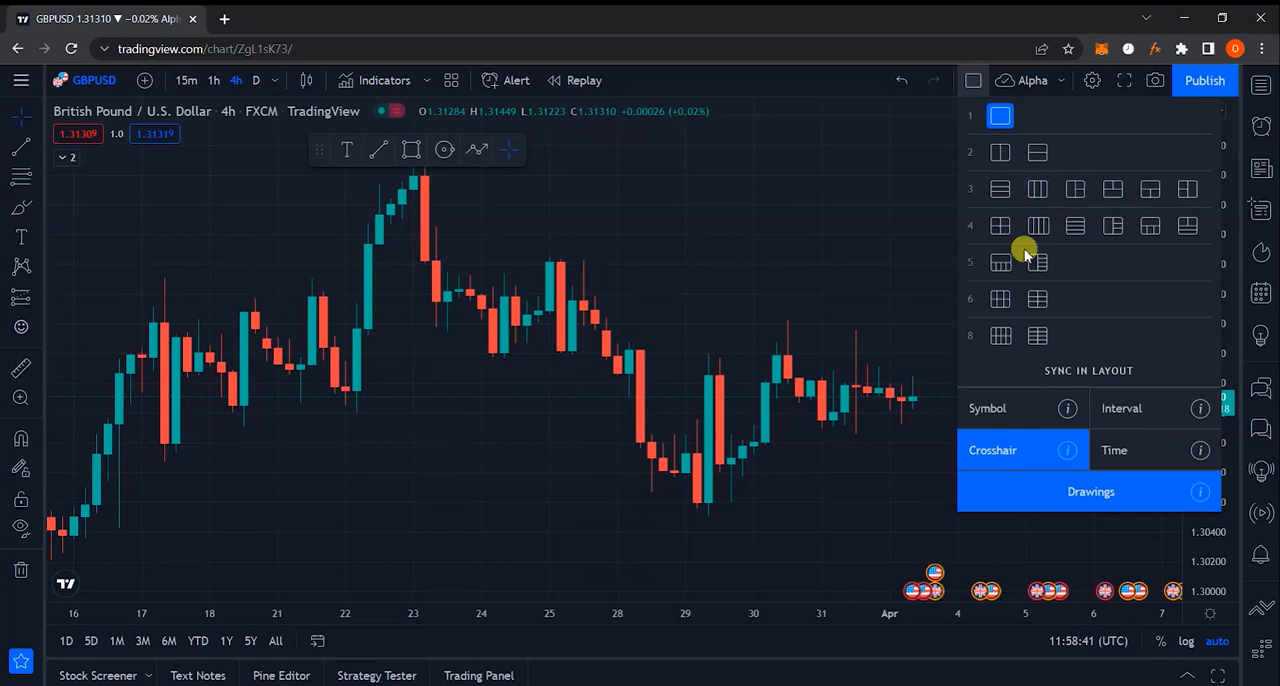 GBPUSD 1.31310 ▼ −0.02% Alph
tradingview.com/chart/ZgL1sK73/
GBPUSD 15m 1h 4h D Indicators Alert Replay Alpha Publish
British Pound / U.S. Dollar · 4h · FXCM · TradingView O1.31284 H1.31449 L1.31223 C1.31310 +0.00026 (+0.02%)
1.31309 1.0 1.31319
2
T
T
1
2
3
4
5
6
8
SYNC IN LAYOUT
Symbol Interval
Crosshair Time
Drawings
1.30400
1.30200
1.30000
16 17 18 21 22 23 24 25 28 29 30 31 Apr 4 5 6 7
1D 5D 1M 3M 6M YTD 1Y 5Y All 11:58:41 (UTC) % log auto
Stock Screener Text Notes Pine Editor Strategy Tester Trading Panel